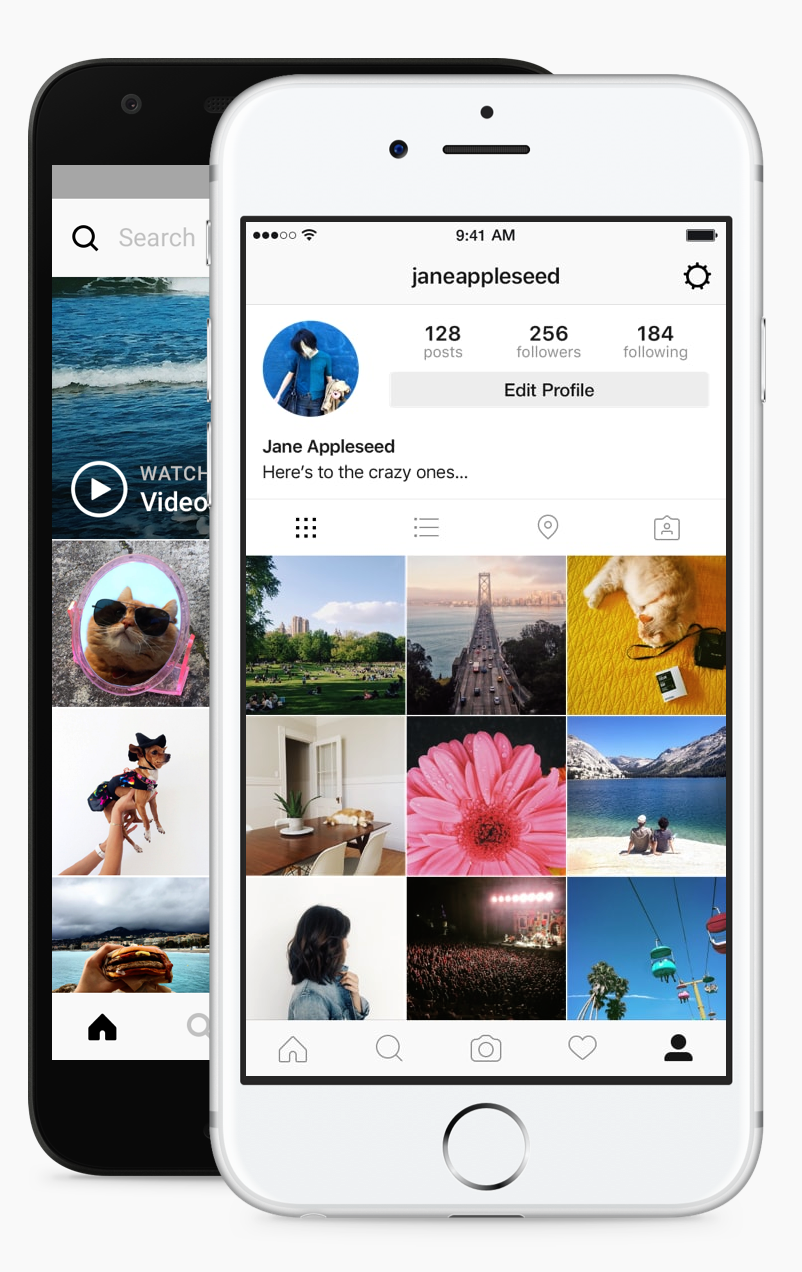 Search
WATCH
Video
9:41 AM
janeappleseed
128
256
184
posts
followers
following
Edit Profile
Jane Appleseed
Here’s to the crazy ones...